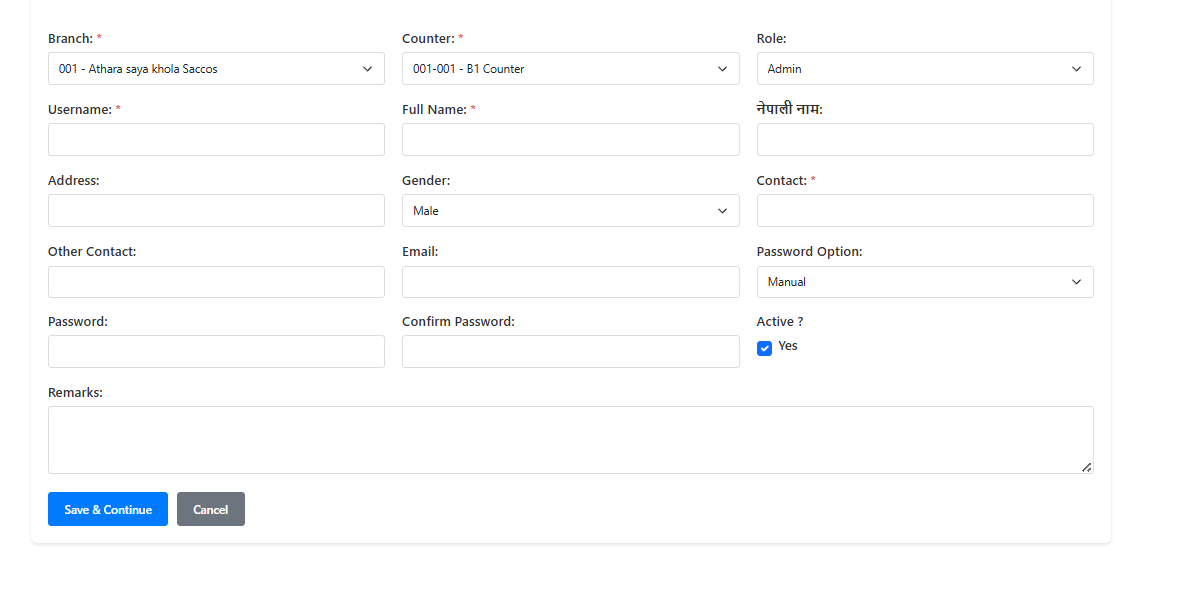 Branch: * Counter: * Role:
001 - Athara saya khola Saccos 001-001 - B1 Counter Admin
Username: * Full Name: * नेपाली नाम:
Address: Gender: Contact: *
Male
Other Contact: Email: Password Option:
Manual
Password: Confirm Password: Active ?
Yes
Remarks:
Save & Continue Cancel